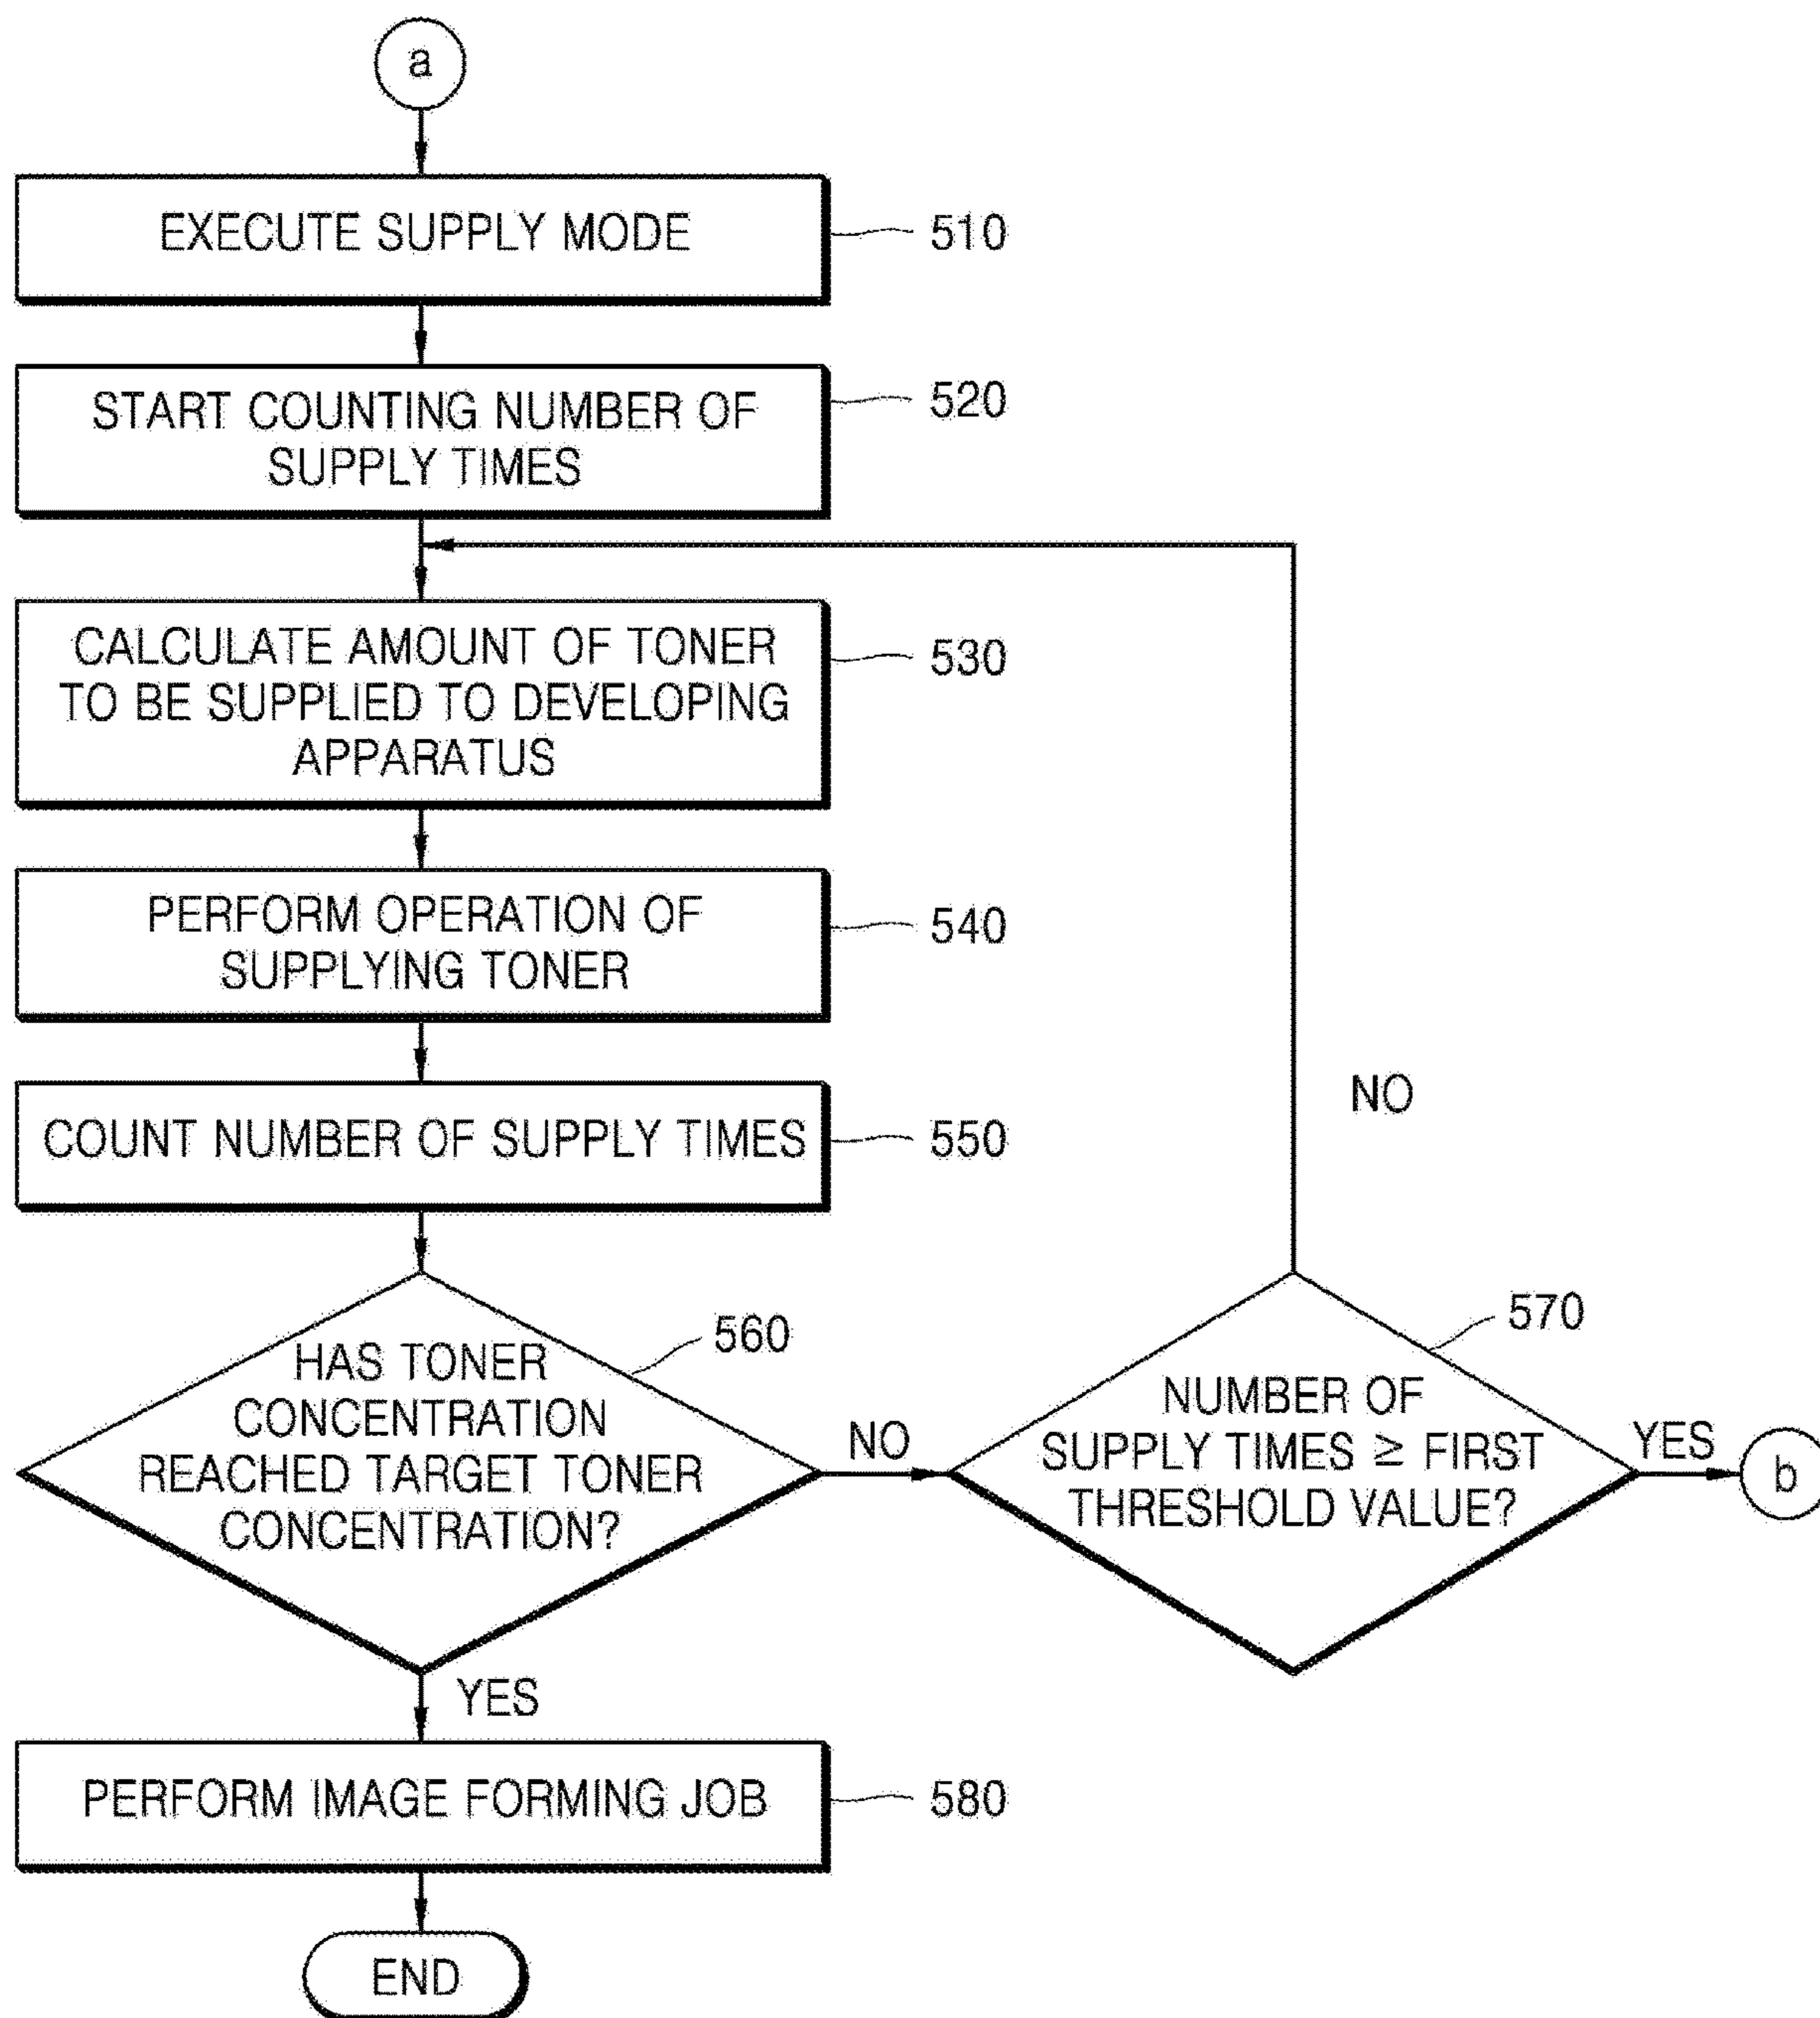 a
EXECUTE SUPPLY MODE
510
START COUNTING NUMBER OF
SUPPLY TIMES
520
CALCULATE AMOUNT OF TONER
TO BE SUPPLIED TO DEVELOPING
APPARATUS
530
PERFORM OPERATION OF
SUPPLYING TONER
540
COUNT NUMBER OF SUPPLY TIMES
550
HAS TONER
CONCENTRATION
REACHED TARGET TONER
CONCENTRATION?
560
NO
NUMBER OF
SUPPLY TIMES ≥ FIRST
THRESHOLD VALUE?
570
NO
YES
b
YES
PERFORM IMAGE FORMING JOB
580
END